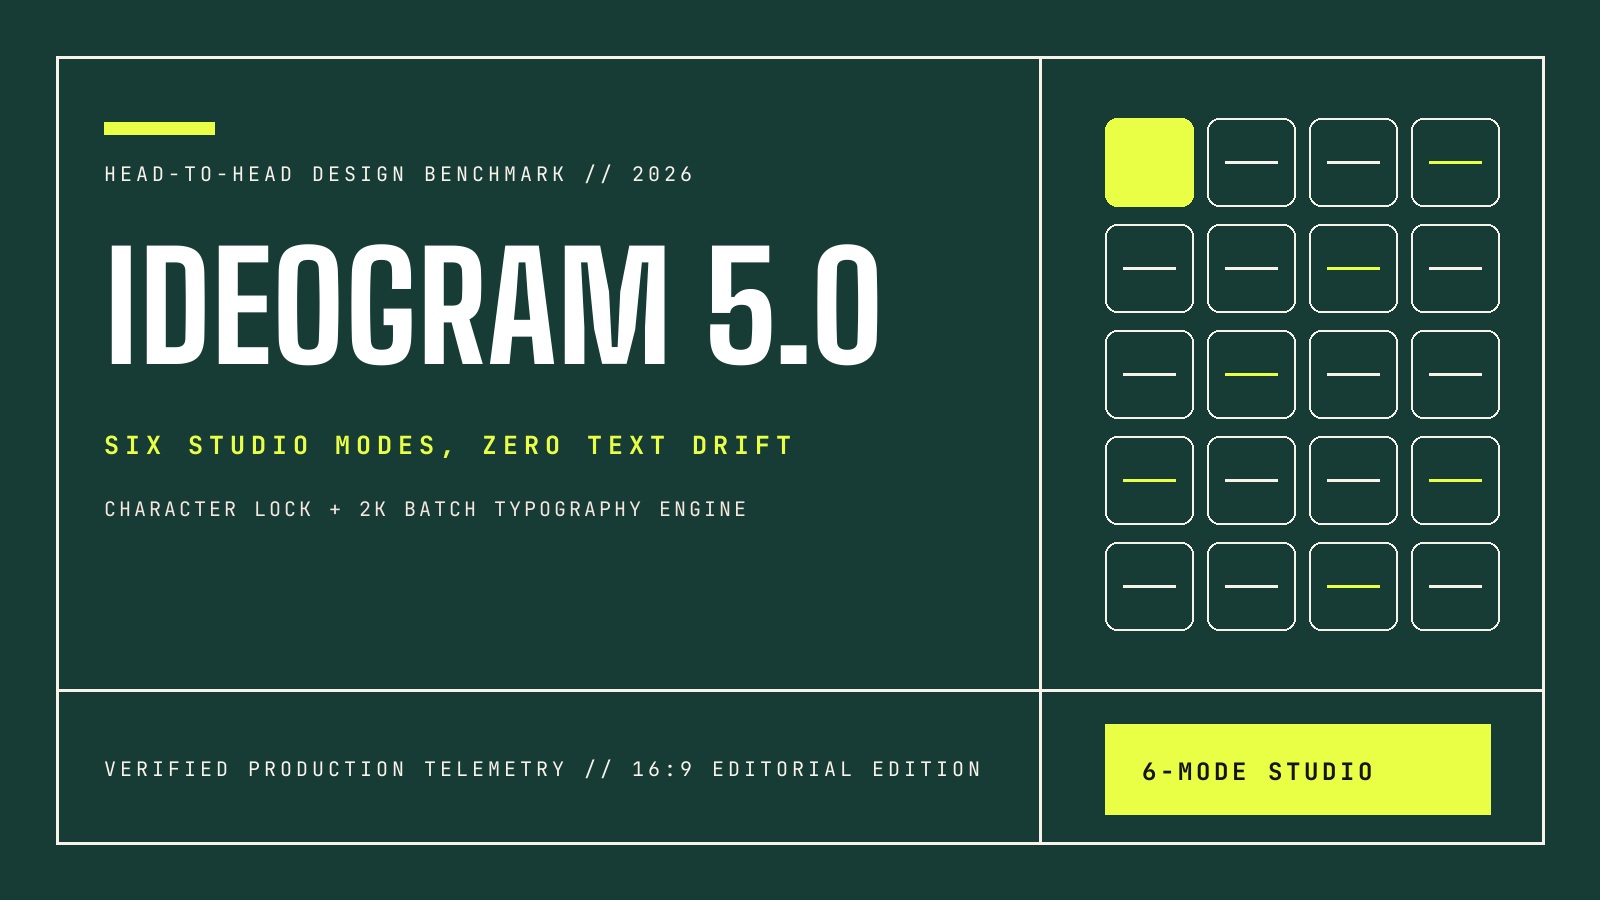 HEAD-TO-HEAD DESIGN BENCHMARK // 2026
IDEOGRAM 5.0
SIX STUDIO MODES, ZERO TEXT DRIFT
CHARACTER LOCK + 2K BATCH TYPOGRAPHY ENGINE
VERIFIED PRODUCTION TELEMETRY // 16:9 EDITORIAL EDITION
6-MODE STUDIO